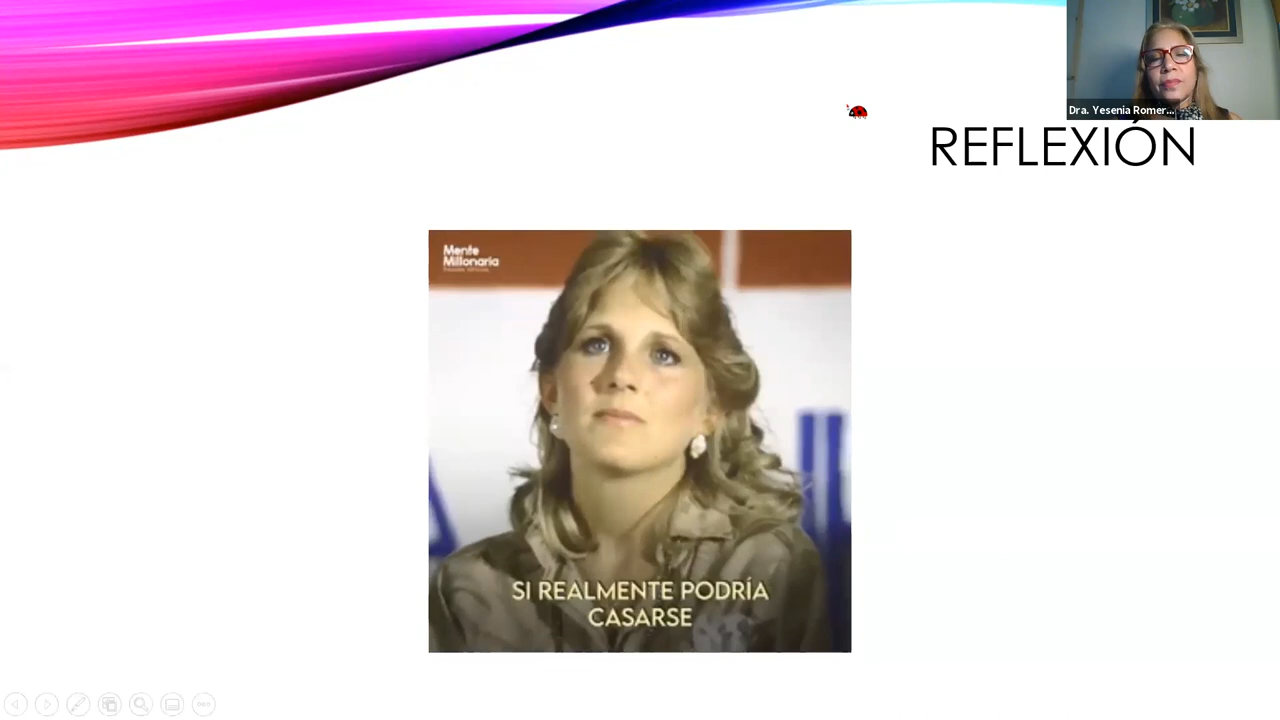 Dra. Yesenia Romer...
REFLEXIÓN
Mente
Millonaria
SI REALMENTE PODRÍA
CASARSE